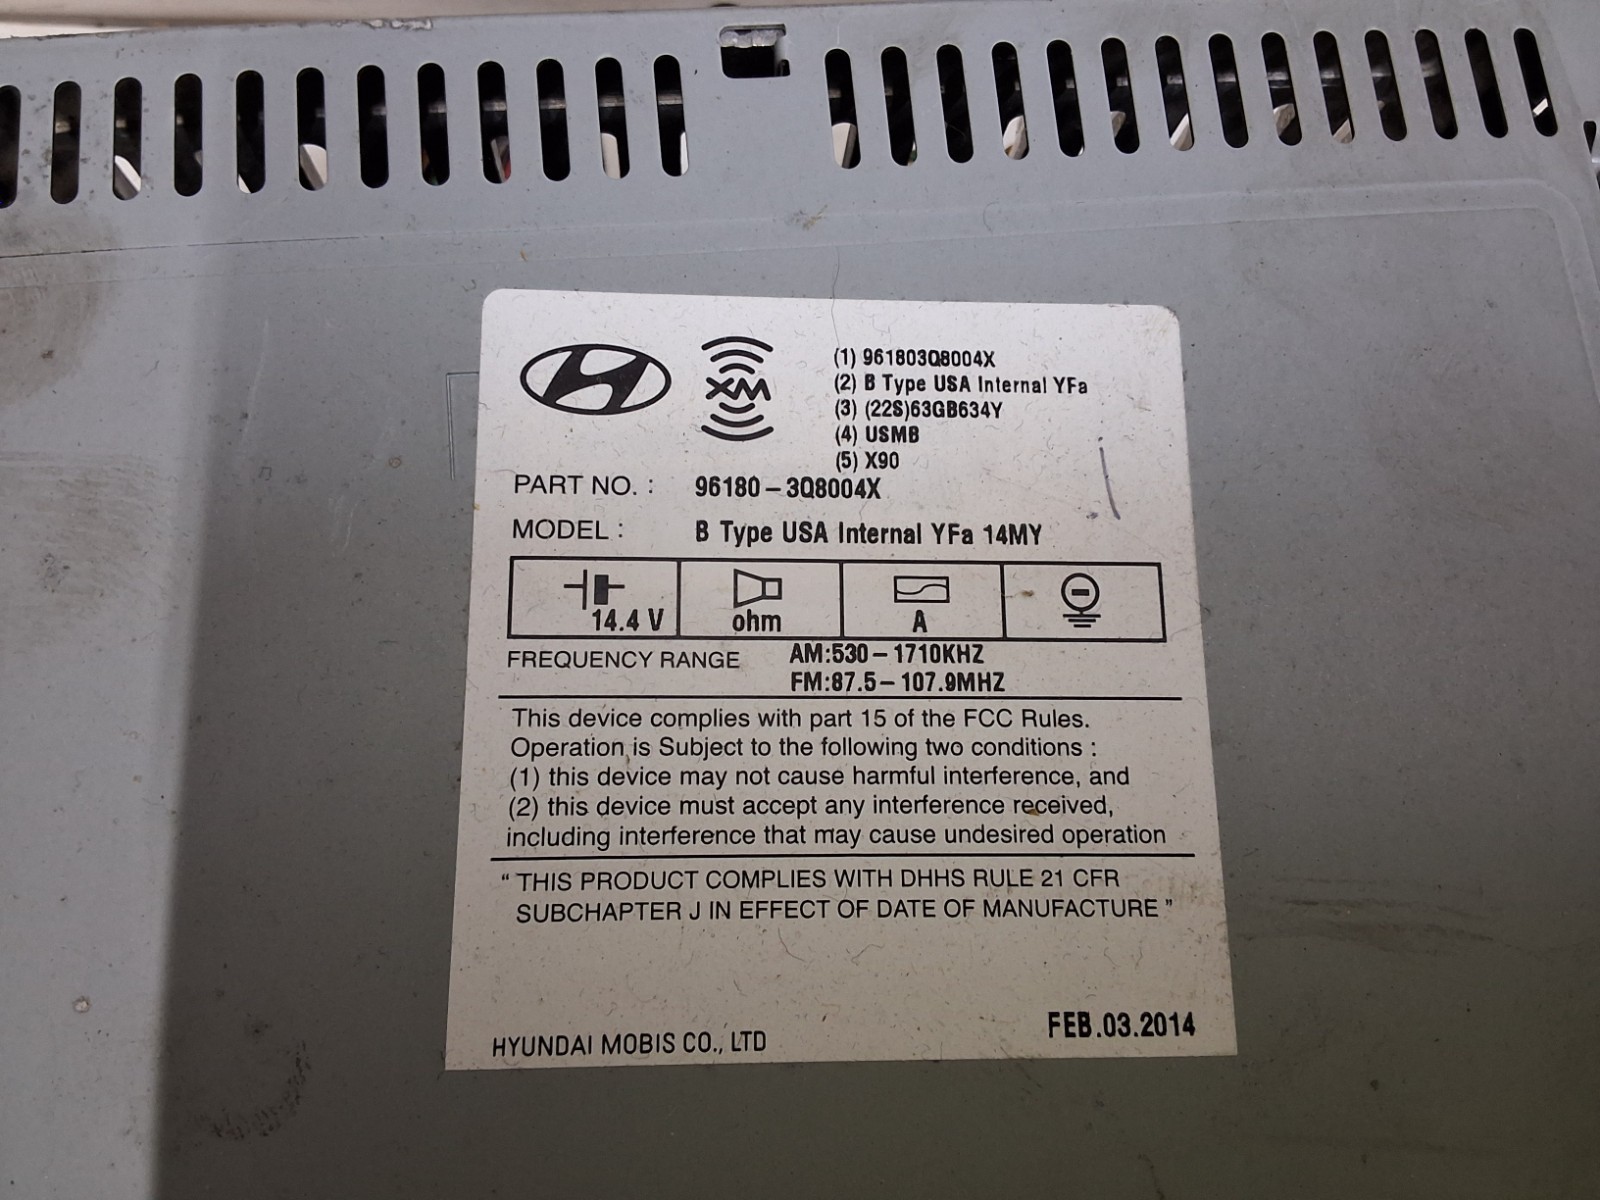 XM
(1) 961803Q8004X
(2) B Type USA Internal YFa
(3) (22S)63GB634Y
(4) USMB
(5) X90
PART NO. : 96180-3Q8004X
MODEL : B Type USA Internal YFa 14MY
14.4 V ohm A
FREQUENCY RANGE AM:530-1710KHZ
FM:87.5-107.9MHZ
This device complies with part 15 of the FCC Rules.
Operation is Subject to the following two conditions :
(1) this device may not cause harmful interference, and
(2) this device must accept any interference received,
including interference that may cause undesired operation
“ THIS PRODUCT COMPLIES WITH DHHS RULE 21 CFR
SUBCHAPTER J IN EFFECT OF DATE OF MANUFACTURE ”
FEB.03.2014
HYUNDAI MOBIS CO., LTD